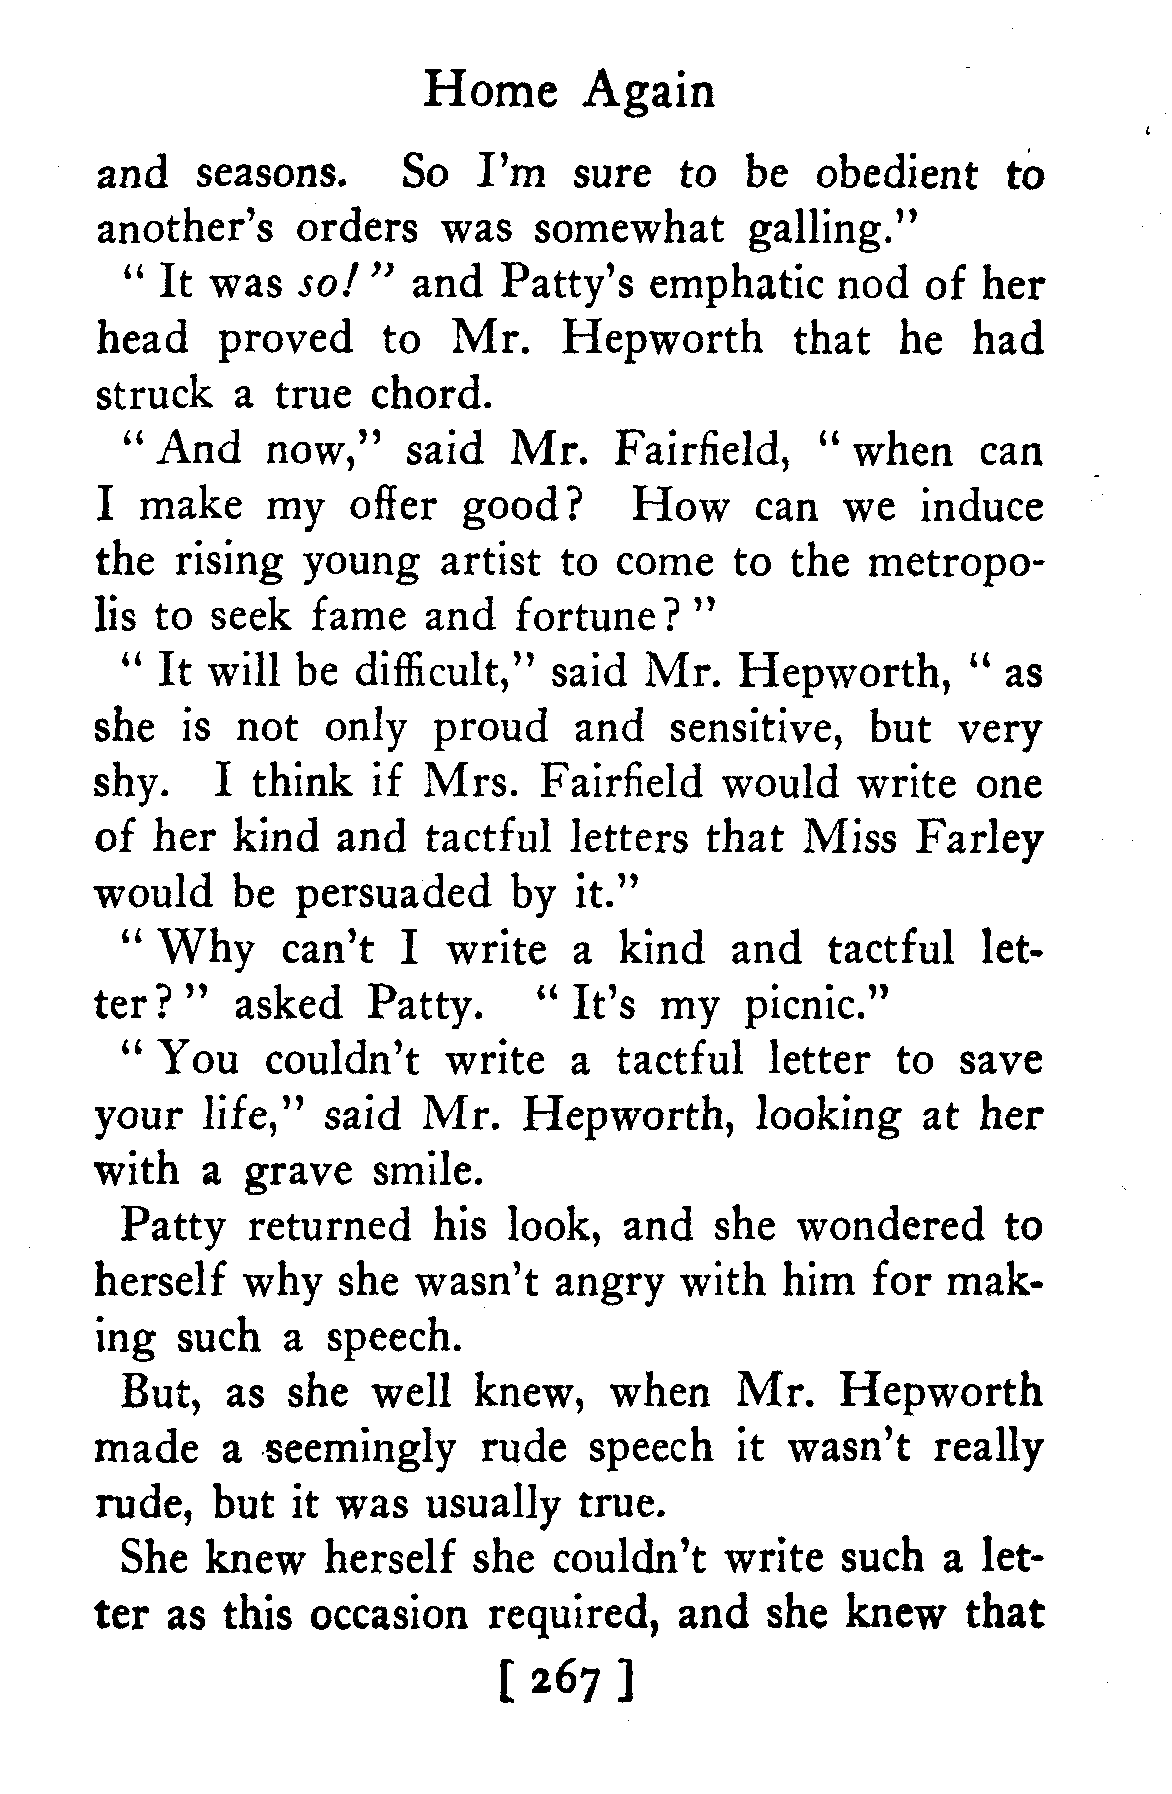 Home Again
and seasons. So I'm sure to be obedient to
another's orders was somewhat galling."
" It was so! " and Patty's emphatic nod of her
head proved to Mr. Hepworth that he had
struck a true chord.
" And now," said Mr. Fairfield, " when can
I make my offer good? How can we induce
the rising young artist to come to the metropo-
lis to seek fame and fortune? "
" It will be difficult," said Mr. Hepworth, " as
she is not only proud and sensitive, but very
shy. I think if Mrs. Fairfield would write one
of her kind and tactful letters that Miss Farley
would be persuaded by it."
" Why can't I write a kind and tactful let-
ter? " asked Patty. " It's my picnic."
" You couldn't write a tactful letter to save
your life," said Mr. Hepworth, looking at her
with a grave smile.
Patty returned his look, and she wondered to
herself why she wasn't angry with him for mak-
ing such a speech.
But, as she well knew, when Mr. Hepworth
made a seemingly rude speech it wasn't really
rude, but it was usually true.
She knew herself she couldn't write such a let-
ter as this occasion required, and she knew that
[ 267 ]